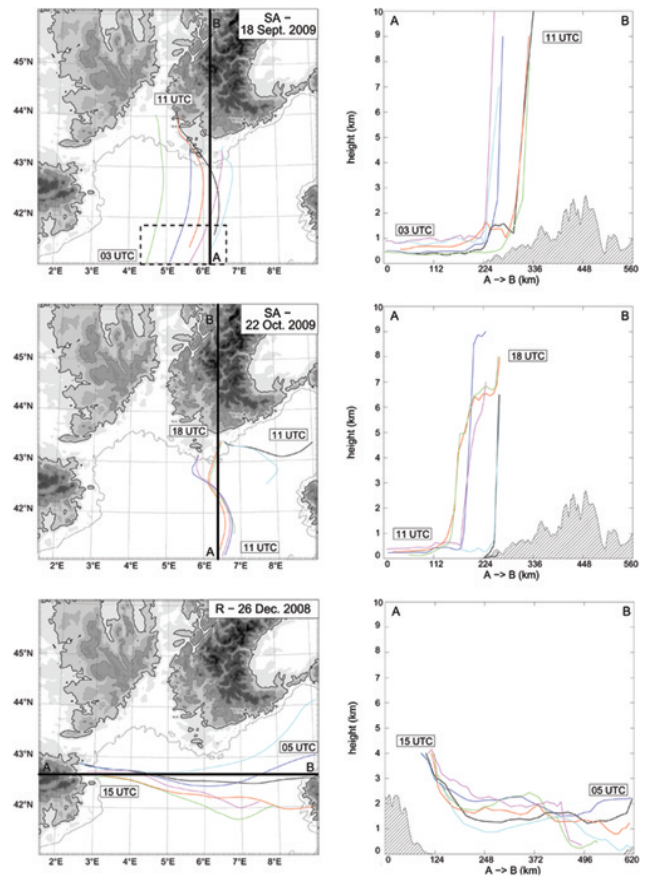 SA –
18 Sept. 2009
B
11 UTC
03 UTC
A
45°N
44°N
43°N
42°N
2°E 3°E 4°E 5°E 6°E 7°E 8°E
A B
11 UTC
03 UTC
height (km)
10
9
8
7
6
5
4
3
2
1
0
0 112 224 336 448 560
A -> B (km)
SA –
22 Oct. 2009
B
18 UTC
11 UTC
11 UTC
A
45°N
44°N
43°N
42°N
2°E 3°E 4°E 5°E 6°E 7°E 8°E
A B
18 UTC
11 UTC
height (km)
10
9
8
7
6
5
4
3
2
1
0
0 112 224 336 448 560
A -> B (km)
R – 26 Dec. 2008
05 UTC
A B
15 UTC
45°N
44°N
43°N
42°N
2°E 3°E 4°E 5°E 6°E 7°E 8°E
A B
15 UTC
05 UTC
height (km)
10
9
8
7
6
5
4
3
2
1
0
0 124 248 372 496 620
A -> B (km)